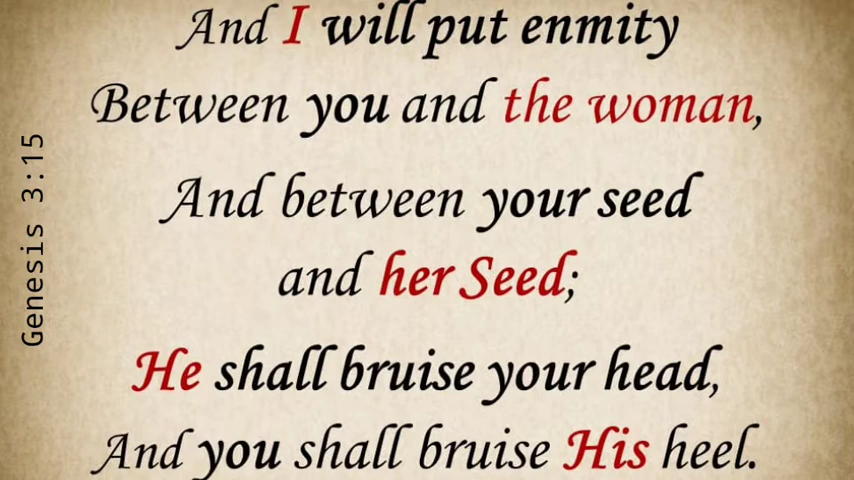 And I will put enmity
Between you and the woman,
And between your seed
and her Seed;
He shall bruise your head,
And you shall bruise His heel.
Genesis 3:15